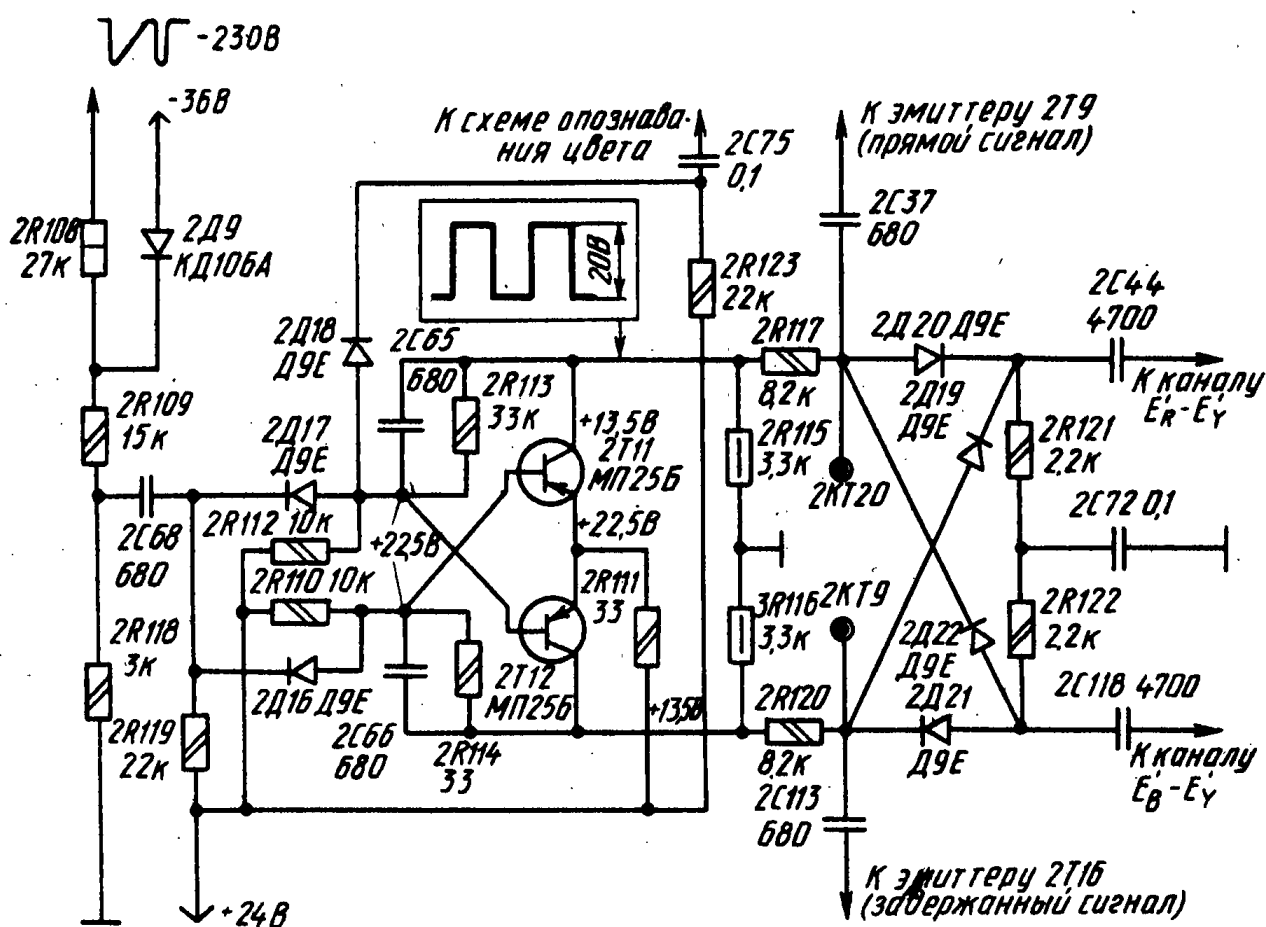 -230В
-36В
2R108
27к
2Д9
КД106А
К схеме опознава-
ния цвета
2С75
0,1
К эмиттеру 2Т9
(прямой сигнал)
2С37
680
20В
2R123
22к
2С44
4700
2Д18
Д9Е
2С65
680
2R113
33к
2R117
8,2к
2Д20 Д9Е
2Д19
Д9Е
К каналу
E'R-E'Y
2R109
15к
2Д17
Д9Е
+13,5В
2Т11
МП25Б
2R115
3,3к
2КТ20
2R121
2,2к
2С68
680
2R112 10к
+22,5В
+22,5В
2С72 0,1
2R110 10к
2R111
33
3R116
3,3к
2КТ9
2R122
2,2к
2R118
3к
2Д16 Д9Е
2Т12
МП25Б
2Д22
Д9Е
2Д21
Д9Е
2R119
22к
2С66
680
2R114
33
+13,5В
2R120
8,2к
2С118 4700
К каналу
E'B-E'Y
2С113
680
+24В
К эмиттеру 2Т16
(задержанный сигнал)